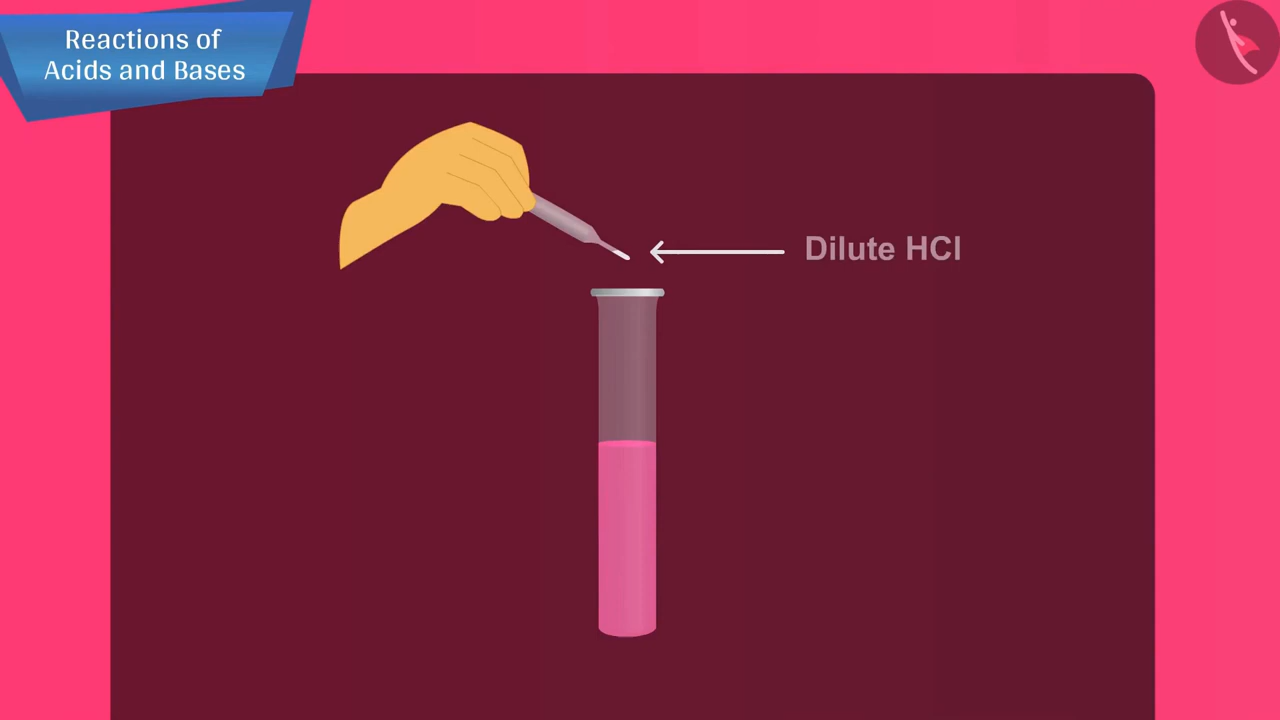 Reactions of
Acids and Bases
Dilute HCl